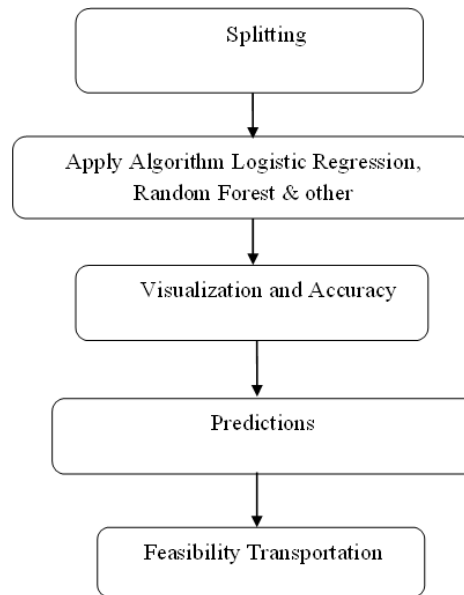 Splitting
Apply Algorithm Logistic Regression,
Random Forest & other
Visualization and Accuracy
Predictions
Feasibility Transportation